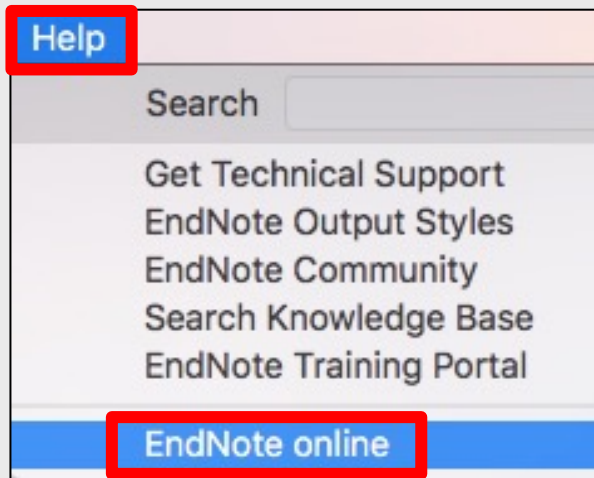 Help
Search
Get Technical Support
EndNote Output Styles
EndNote Community
Search Knowledge Base
EndNote Training Portal
EndNote online